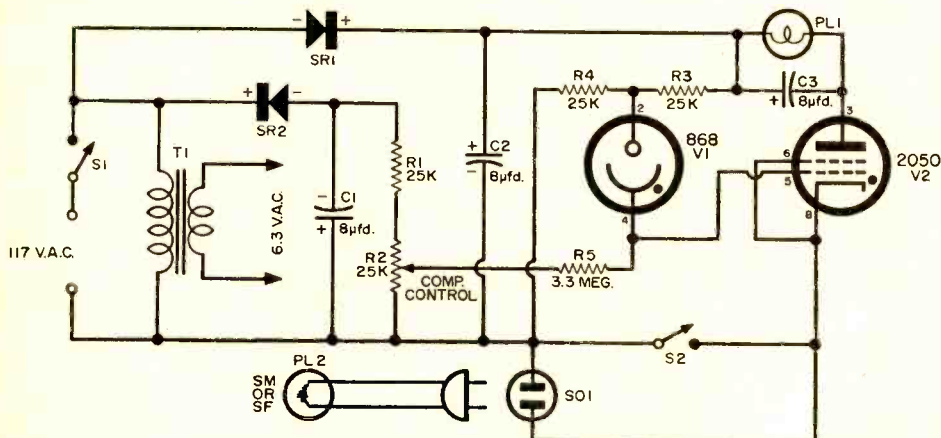 PL1
- +
SR1
R4
25K
R3
25K
C3
8µfd.
+
3
+ -
SR2
S1
T1
6.3 V.A.C.
R1
25K
-
C1
+ 8µfd.
+
C2
-
8µfd.
2
868
V1
4
6
5
8
2050
V2
117 V.A.C.
R2
25K
COMP.
CONTROL
R5
3.3 MEG.
S2
PL2
SM
OR
SF
SO1